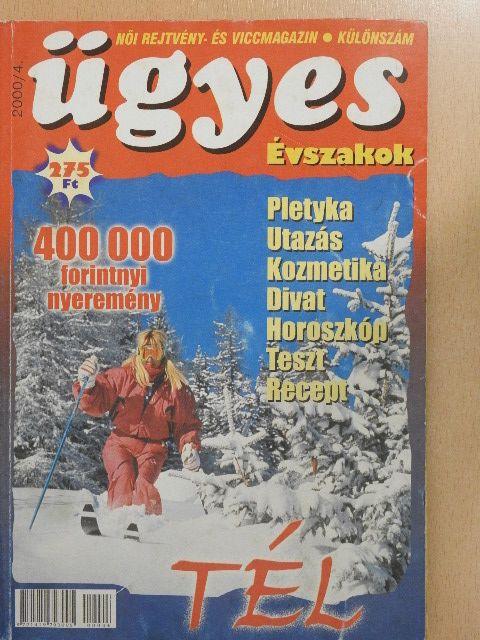 NŐI REJTVÉNY- ÉS VICCMAGAZIN • KÜLÖNSZÁM
2000/4.
ügyes
Évszakok
275
Ft
400 000
forintnyi
nyeremény
Pletyka
Utazás
Kozmetika
Divat
Horoszkóp
Teszt
Recept
TÉL